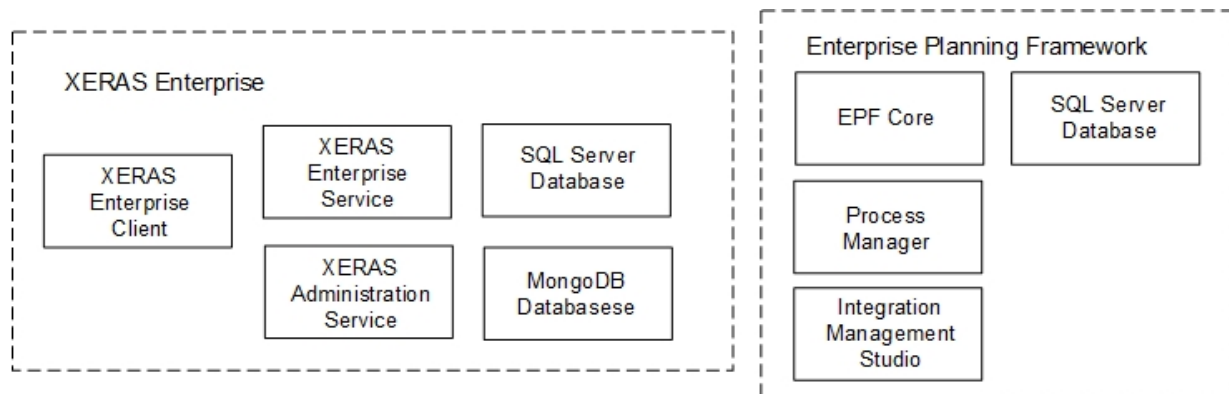 XERAS Enterprise
XERAS
Enterprise
Client
XERAS
Enterprise
Service
SQL Server
Database
XERAS
Administration
Service
MongoDB
Databasese
Enterprise Planning Framework
EPF Core
SQL Server
Database
Process
Manager
Integration
Management
Studio